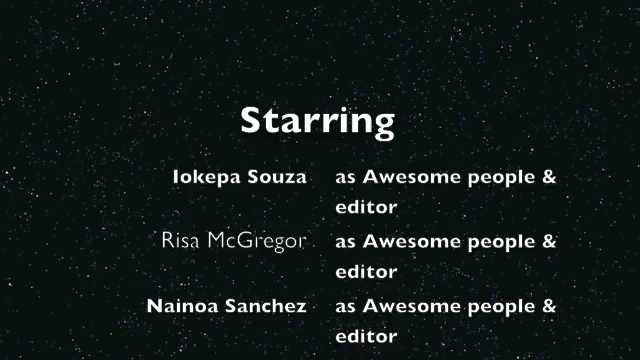 Starring
Iokepa Souza as Awesome people &
editor
Risa McGregor as Awesome people &
editor
Nainoa Sanchez as Awesome people &
editor